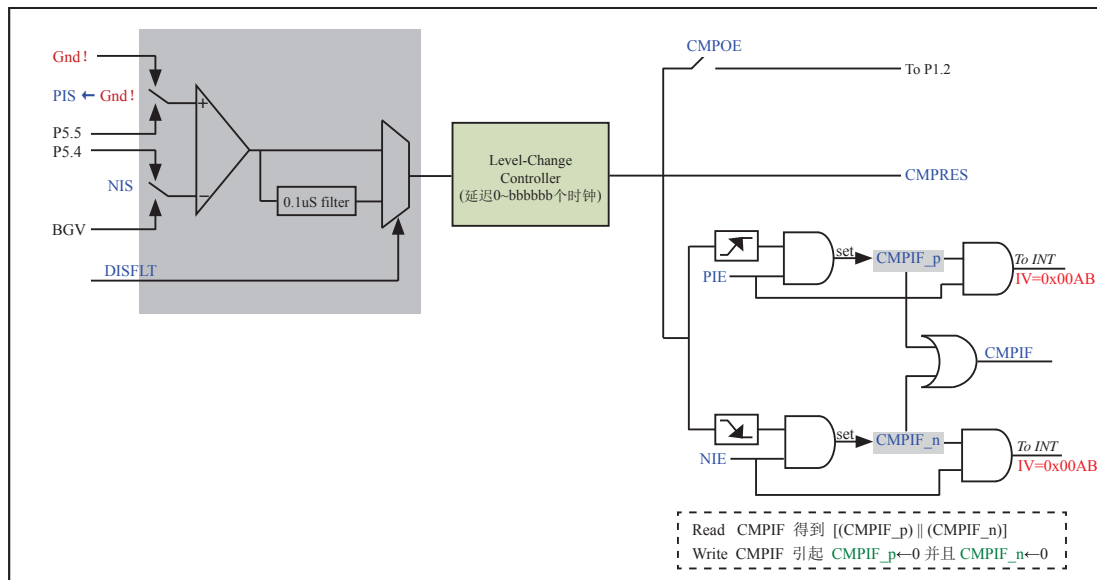 Gnd !
PIS ← Gnd !
P5.5
P5.4
NIS
BGV
DISFLT
+
−
0.1uS filter
Level-Change
Controller
(延迟0~bbbbbb个时钟)
CMPOE
To P1.2
CMPRES
PIE
set
CMPIF_p
To INT
IV=0x00AB
CMPIF
NIE
set
CMPIF_n
To INT
IV=0x00AB
Read CMPIF 得到 [(CMPIF_p) || (CMPIF_n)]
Write CMPIF 引起 CMPIF_p←0 并且 CMPIF_n←0